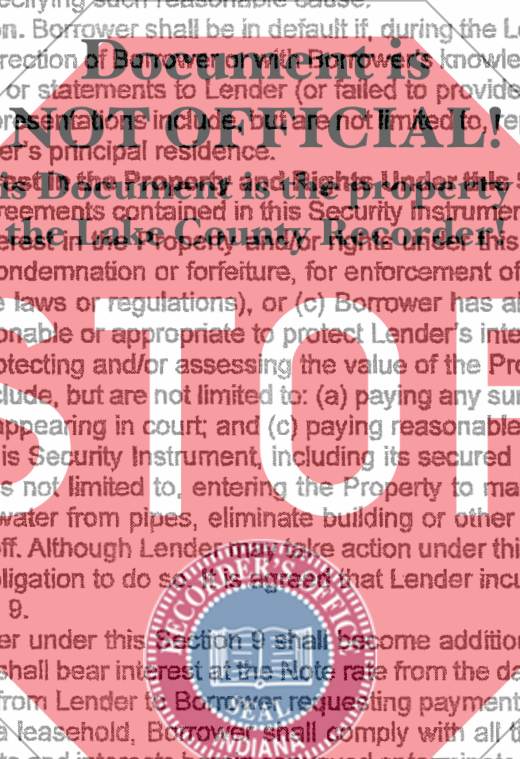 ecifying such reasonable cause.
on. Borrower shall be in default if, during the L
rection of Borrower or with Borrower's knowle
or statements to Lender (or failed to provide
resentations include, but are not limited to, re
er's principal residence.
Document is
NOT OFFICIAL!
is Document is the property
the Lake County Recorder!
rest in the Property and Rights Under this S
reements contained in this Security Instrumen
erest in the Property and/or rights under this
ondemnation or forfeiture, for enforcement of
e laws or regulations), or (c) Borrower has a
onable or appropriate to protect Lender's inte
otecting and/or assessing the value of the Pro
clude, but are not limited to: (a) paying any sum
appearing in court; and (c) paying reasonable
is Security Instrument, including its secured
s not limited to, entering the Property to ma
water from pipes, eliminate building or other
off. Although Lender may take action under thi
ligation to do so. It is agreed that Lender incu
9.
er under this Section 9 shall become addition
shall bear interest at the Note rate from the da
from Lender to Borrower requesting payment
a leasehold, Borrower shall comply with all t
STOP
RECORDER'S OFFICE
SEAL
INDIANA